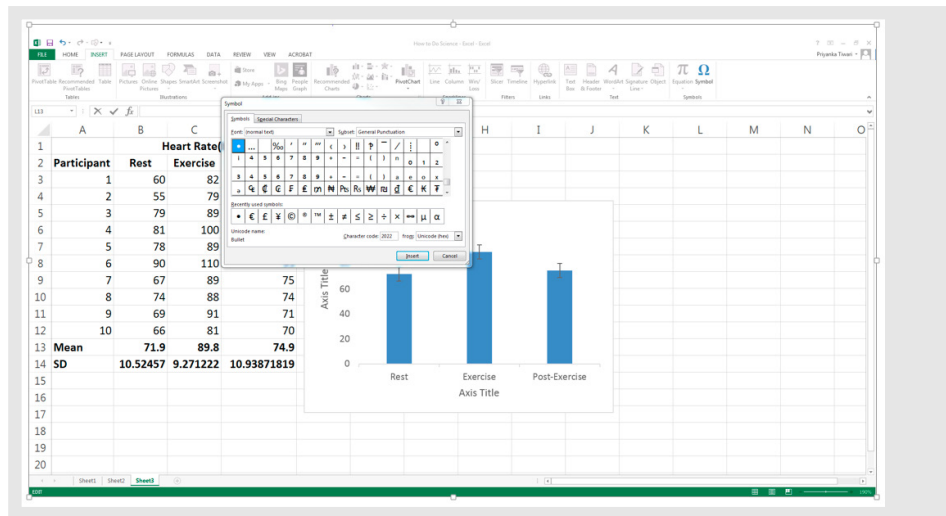 How to Do Science - Excel - Excel
FILE HOME INSERT PAGE LAYOUT FORMULAS DATA REVIEW VIEW ACROBAT Priyanka Tiwari
PivotTable Recommended PivotTables Table Pictures Online Pictures Shapes SmartArt Screenshot Store My Apps Bing Maps People Graph Recommended Charts PivotChart Line Column Win/Loss Slicer Timeline Hyperlink Text Box Header & Footer WordArt Signature Line Object Equation Symbol
Tables Illustrations Filters Links Text Symbols
L13 fx
Symbol
Symbols Special Characters
Font: (normal text) Subset: General Punctuation
Recently used symbols:
• € £ ¥ © ® ™ ± ≠ ≤ ≥ ÷ × ∞ μ α
Unicode name:
Bullet
Character code: 2022 from: Unicode (hex)
Insert Cancel
A B C H I J K L M N O
1 Heart Rate(
2 Participant Rest Exercise
3 1 60 82
4 2 55 79
5 3 79 89
6 4 81 100
7 5 78 89
8 6 90 110
9 7 67 89 75
10 8 74 88 74
11 9 69 91 71
12 10 66 81 70
13 Mean 71.9 89.8 74.9
14 SD 10.52457 9.271222 10.93871819
15
16
17
18
19
20
Axis Title
60
40
20
0
Rest Exercise Post-Exercise
Axis Title
Sheet1 Sheet2 Sheet3
EDIT 190%